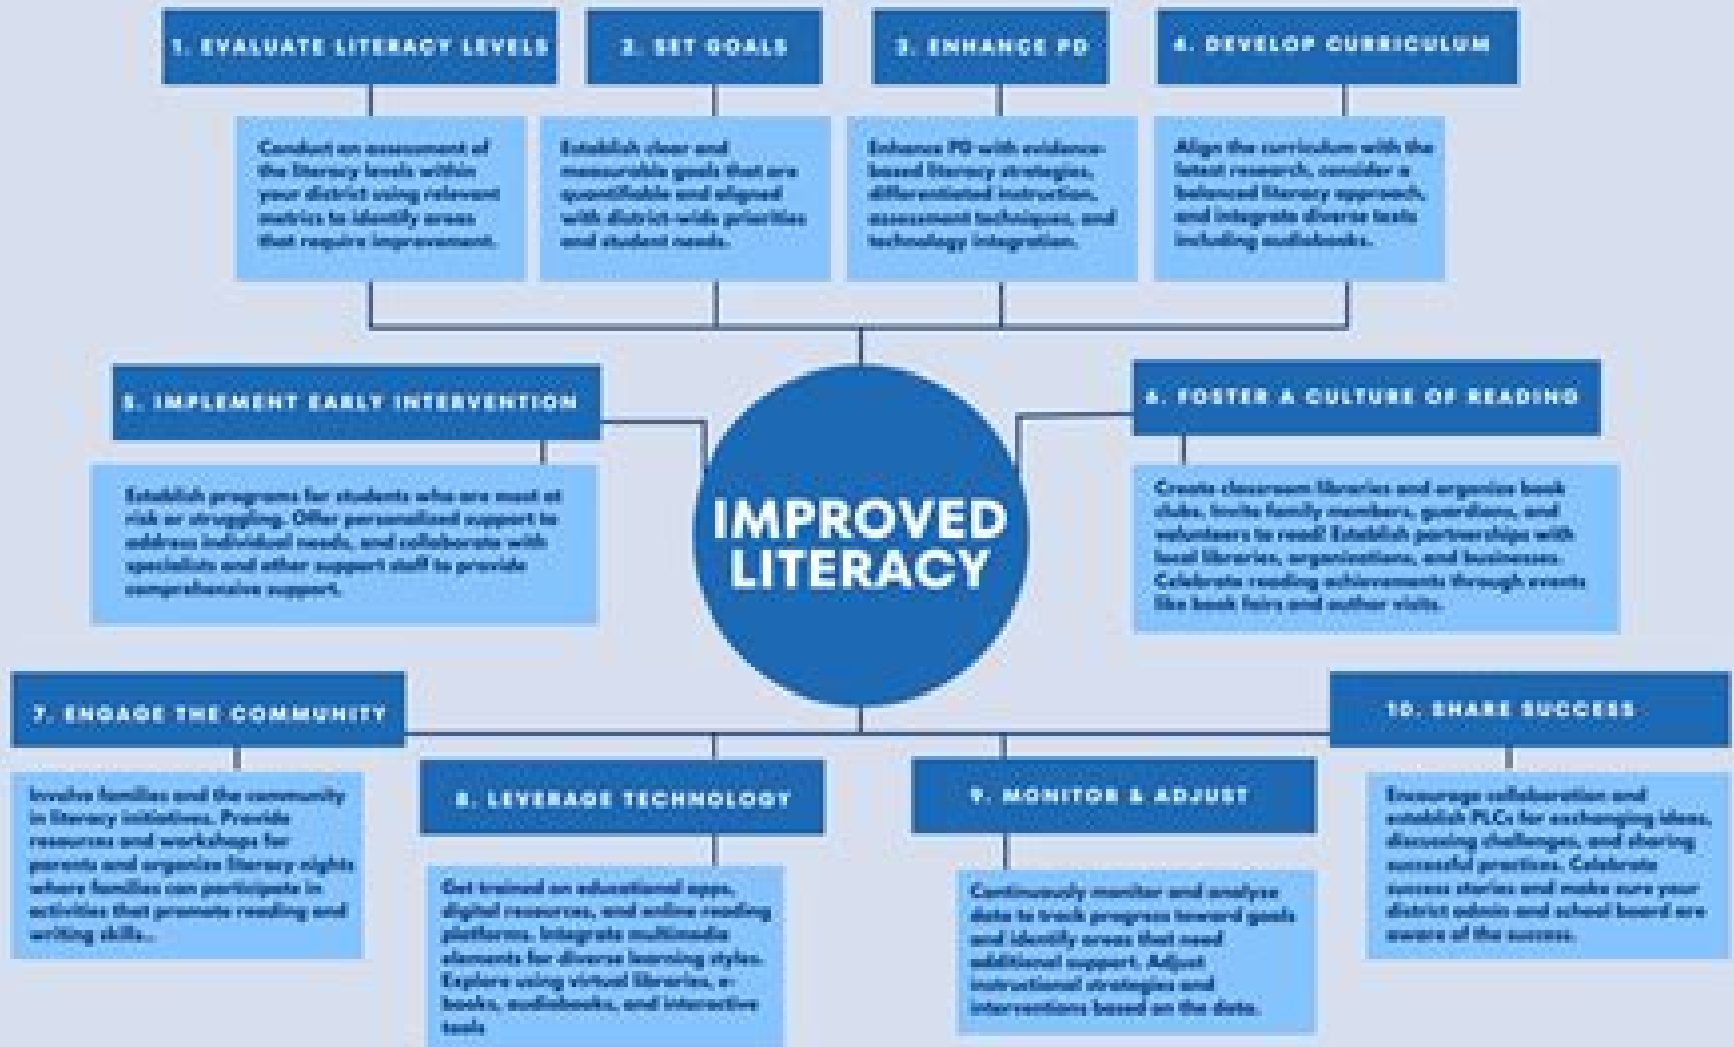 1. EVALUATE LITERACY LEVELS
Conduct an assessment of
the literacy levels within
your district using relevant
metrics to identify areas
that require improvement.
2. SET GOALS
Establish clear and
measurable goals that are
quantifiable and aligned
with district-wide priorities
and student needs.
3. ENHANCE PD
Enhance PD with evidence-
based literacy strategies,
differentiated instruction,
assessment techniques, and
technology integration.
4. DEVELOP CURRICULUM
Align the curriculum with the
latest research, consider a
balanced literacy approach,
and integrate diverse texts
including audiobooks.
5. IMPLEMENT EARLY INTERVENTION
Establish programs for students who are most at
risk or struggling. Offer personalized support to
address individual needs, and collaborate with
specialists and other support staff to provide
comprehensive support.
IMPROVED
LITERACY
6. FOSTER A CULTURE OF READING
Create classroom libraries and organize book
clubs. Invite family members, guardians, and
volunteers to read! Establish partnerships with
local libraries, organizations, and businesses.
Celebrate reading achievements through events
like book fairs and author visits.
7. ENGAGE THE COMMUNITY
Involve families and the community
in literacy initiatives. Provide
resources and workshops for
parents and organize literacy nights
where families can participate in
activities that promote reading and
writing skills..
8. LEVERAGE TECHNOLOGY
Get trained on educational apps,
digital resources, and online reading
platforms. Integrate multimedia
elements for diverse learning styles.
Explore using virtual libraries, e-
books, audiobooks, and interactive
tools
9. MONITOR & ADJUST
Continuously monitor and analyse
data to track progress toward goals
and identify areas that need
additional support. Adjust
instructional strategies and
interventions based on the data.
10. SHARE SUCCESS
Encourage collaboration and
establish PLCs for exchanging ideas,
discussing challenges, and sharing
successful practices. Celebrate
success stories and make sure your
district admin and school board are
aware of the success.